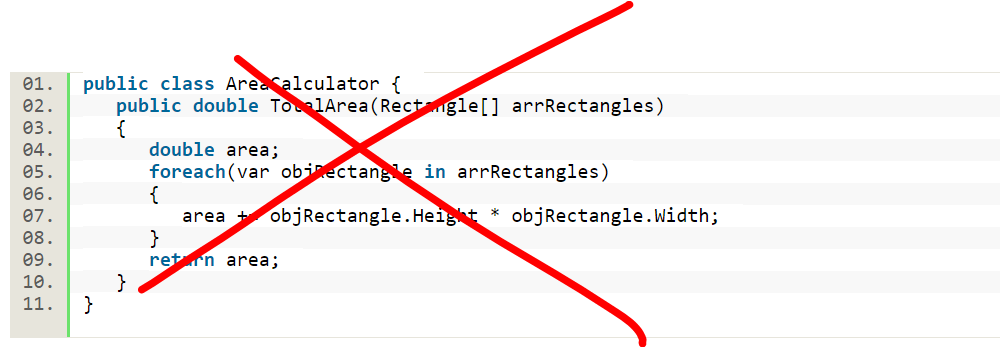 01. public class AreaCalculator {
02. public double TotalArea(Rectangle[] arrRectangles)
03. {
04. double area;
05. foreach(var objRectangle in arrRectangles)
06. {
07. area += objRectangle.Height * objRectangle.Width;
08. }
09. return area;
10. }
11. }